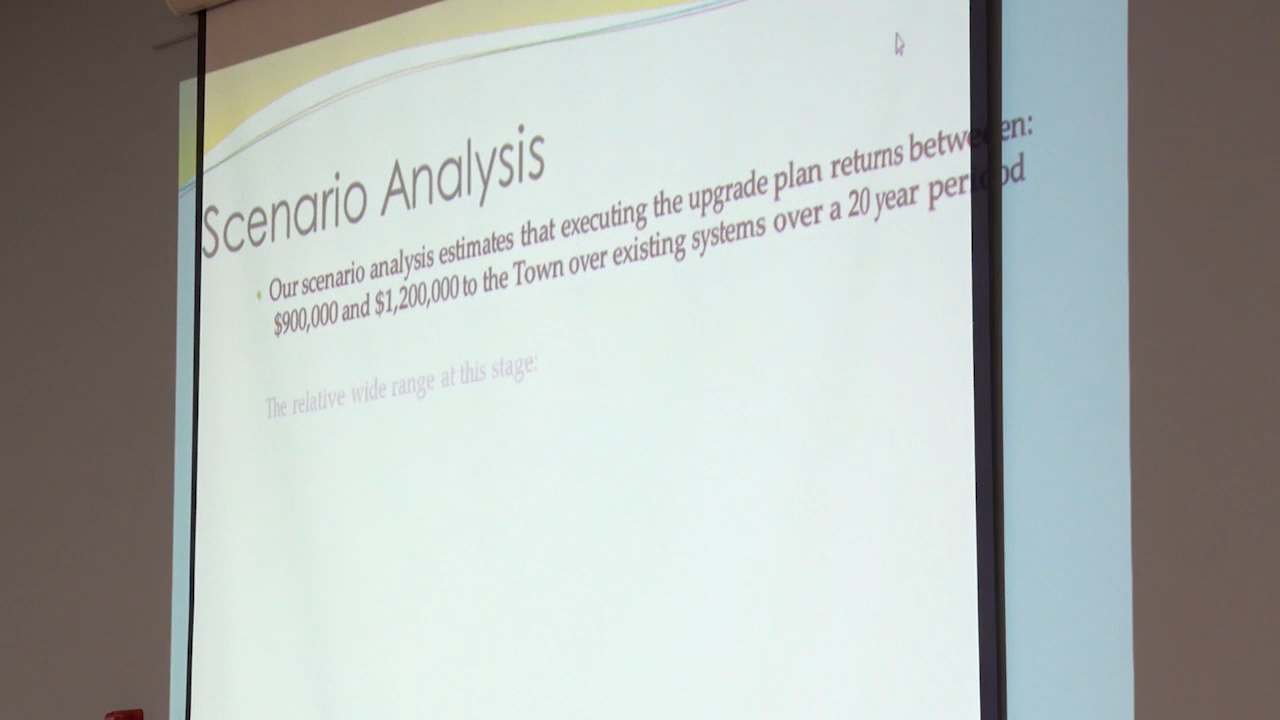 Scenario Analysis
• Our scenario analysis estimates that executing the upgrade plan returns between:
$900,000 and $1,200,000 to the Town over existing systems over a 20 year period
The relative wide range at this stage: